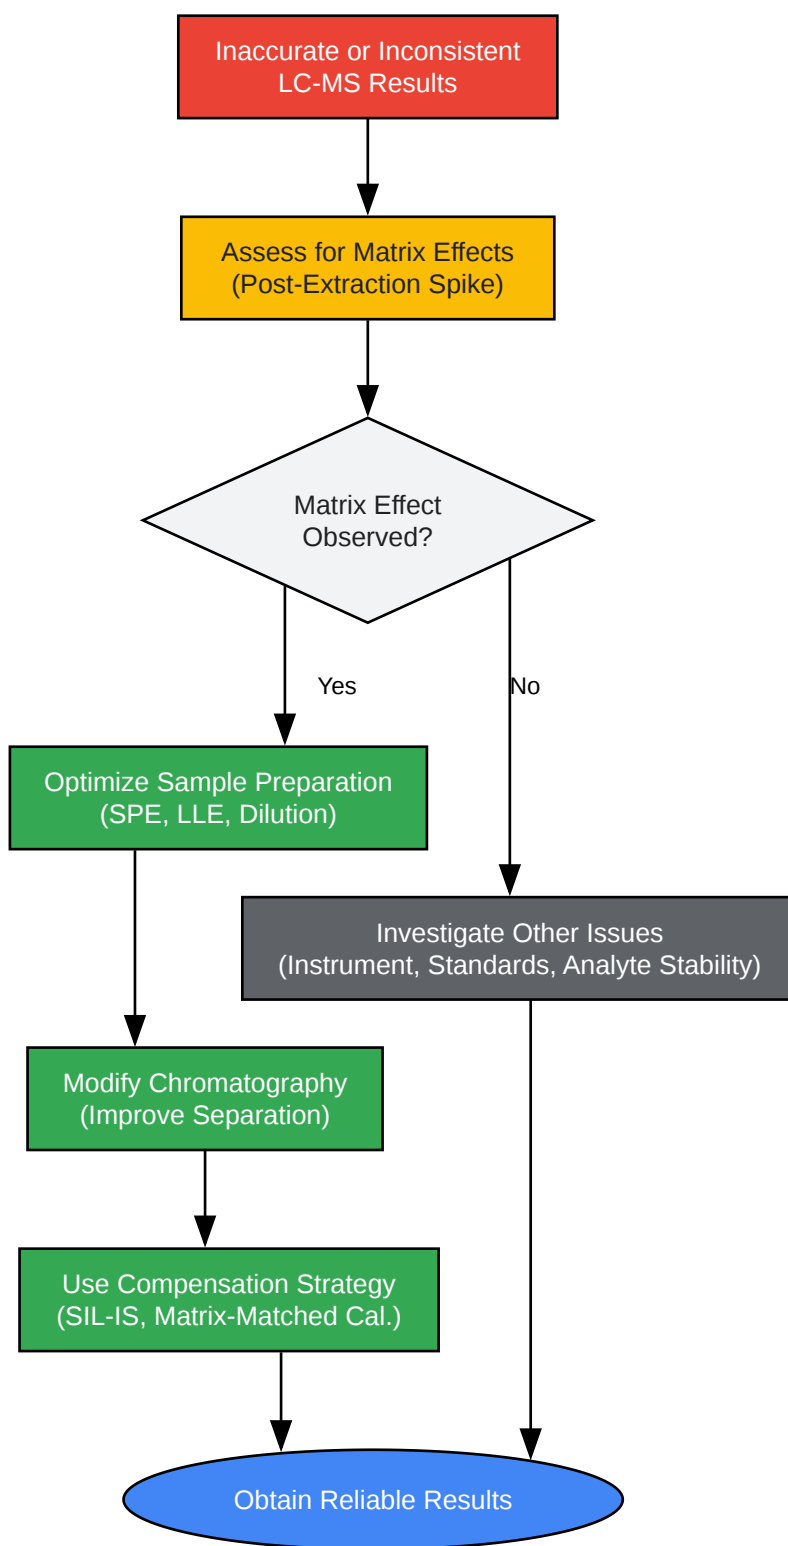 Inaccurate or Inconsistent
LC-MS Results
Assess for Matrix Effects
(Post-Extraction Spike)
Matrix Effect
Observed?
Yes
No
Optimize Sample Preparation
(SPE, LLE, Dilution)
Investigate Other Issues
(Instrument, Standards, Analyte Stability)
Modify Chromatography
(Improve Separation)
Use Compensation Strategy
(SIL-IS, Matrix-Matched Cal.)
Obtain Reliable Results